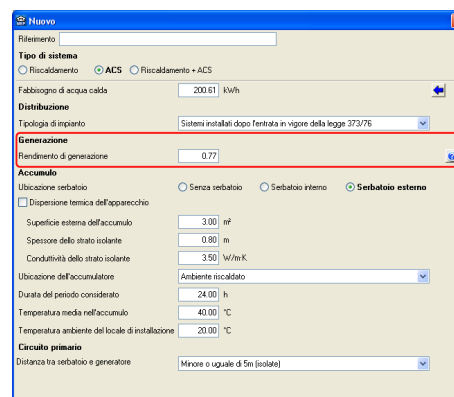 Nuovo
Riferimento
Tipo di sistema
Riscaldamento ACS Riscaldamento + ACS
Fabbisogno di acqua calda 200.61 kWh
Distribuzione
Tipologia di impianto Sistemi installati dopo l'entrata in vigore della legge 373/76
Generazione
Rendimento di generazione 0.77
Accumulo
Ubicazione serbatoio Senza serbatoio Serbatoio interno Serbatoio esterno
Dispersione termica dell'apparecchio
Superficie esterna dell'accumulo 3.00 m²
Spessore dello strato isolante 0.80 m
Conduttività dello strato isolante 3.50 W/m·K
Ubicazione dell'accumulatore Ambiente riscaldato
Durata del periodo considerato 24.00 h
Temperatura media nell'accumulo 40.00 °C
Temperatura ambiente del locale di installazione 20.00 °C
Circuito primario
Distanza tra serbatoio e generatore Minore o uguale di 5m (isolate)